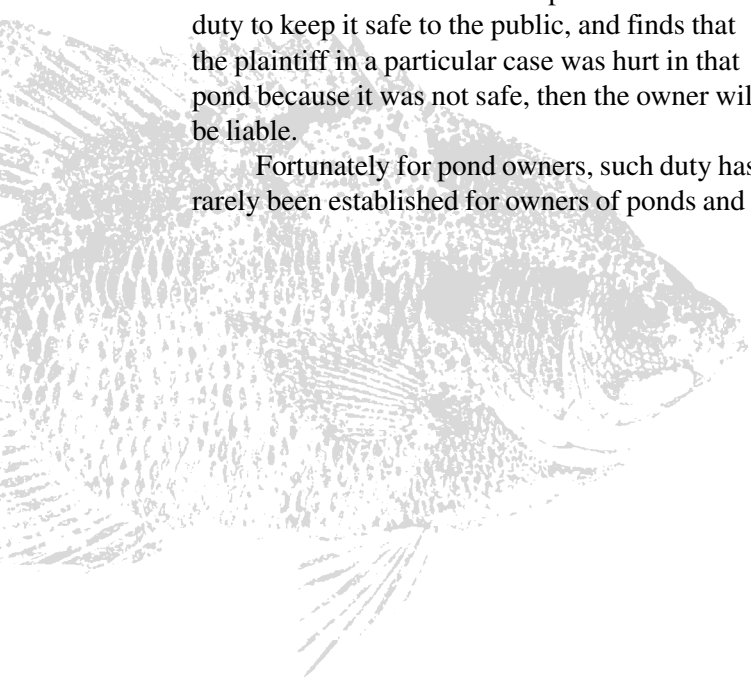 duty to keep it safe to the public, and finds that
the plaintiff in a particular case was hurt in that
pond because it was not safe, then the owner wil
be liable.
Fortunately for pond owners, such duty has
rarely been established for owners of ponds and